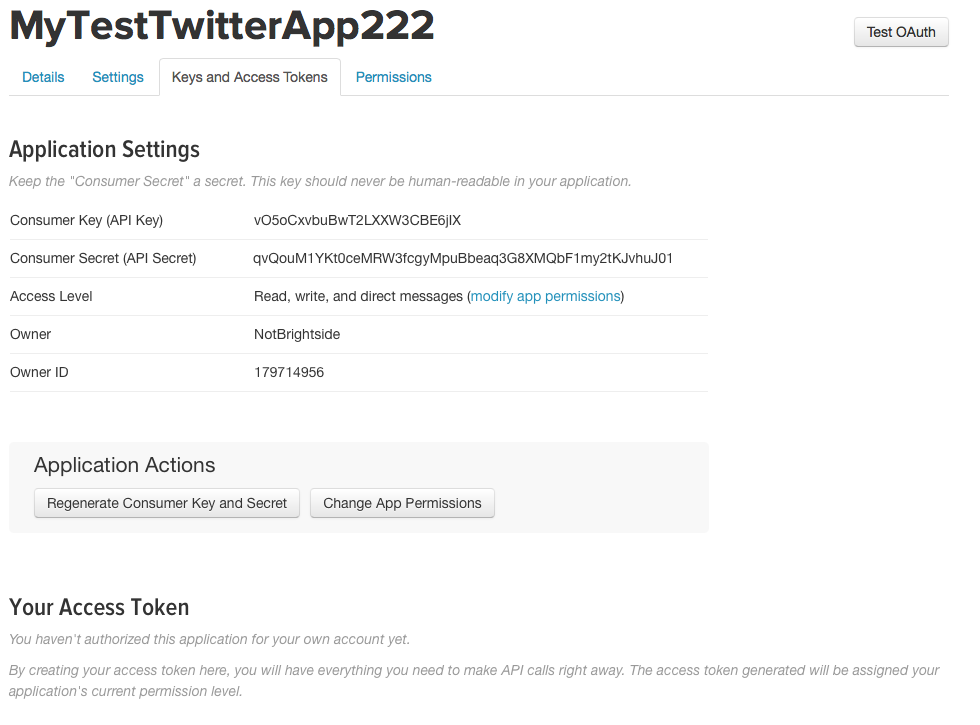 MyTestTwitterApp222
Test OAuth
Details Settings Keys and Access Tokens Permissions
Application Settings
Keep the "Consumer Secret" a secret. This key should never be human-readable in your application.
Consumer Key (API Key) vO5oCxvbuBwT2LXXW3CBE6jIX
Consumer Secret (API Secret) qvQouM1YKt0ceMRW3fcgyMpuBbeaq3G8XMQbF1my2tKJvhuJ01
Access Level Read, write, and direct messages (modify app permissions)
Owner NotBrightside
Owner ID 179714956
Application Actions
Regenerate Consumer Key and Secret Change App Permissions
Your Access Token
You haven't authorized this application for your own account yet.
By creating your access token here, you will have everything you need to make API calls right away. The access token generated will be assigned your
application's current permission level.